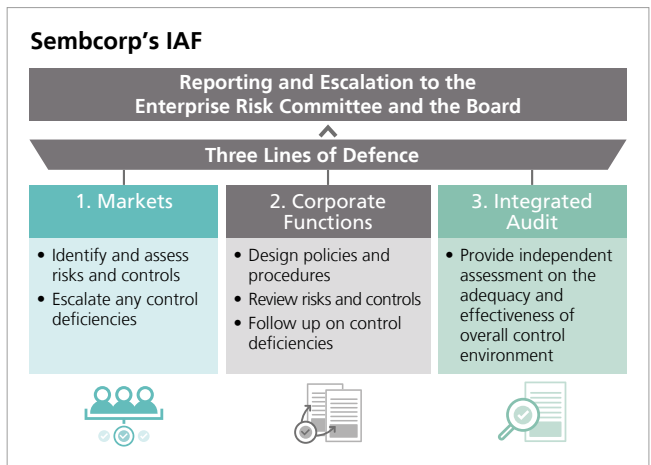 Sembcorp's IAF
Reporting and Escalation to the
Enterprise Risk Committee and the Board
Three Lines of Defence
1. Markets
• Identify and assess
risks and controls
• Escalate any control
deficiencies
2. Corporate
Functions
• Design policies and
procedures
• Review risks and controls
• Follow up on control
deficiencies
3. Integrated
Audit
• Provide independent
assessment on the
adequacy and
effectiveness of
overall control
environment